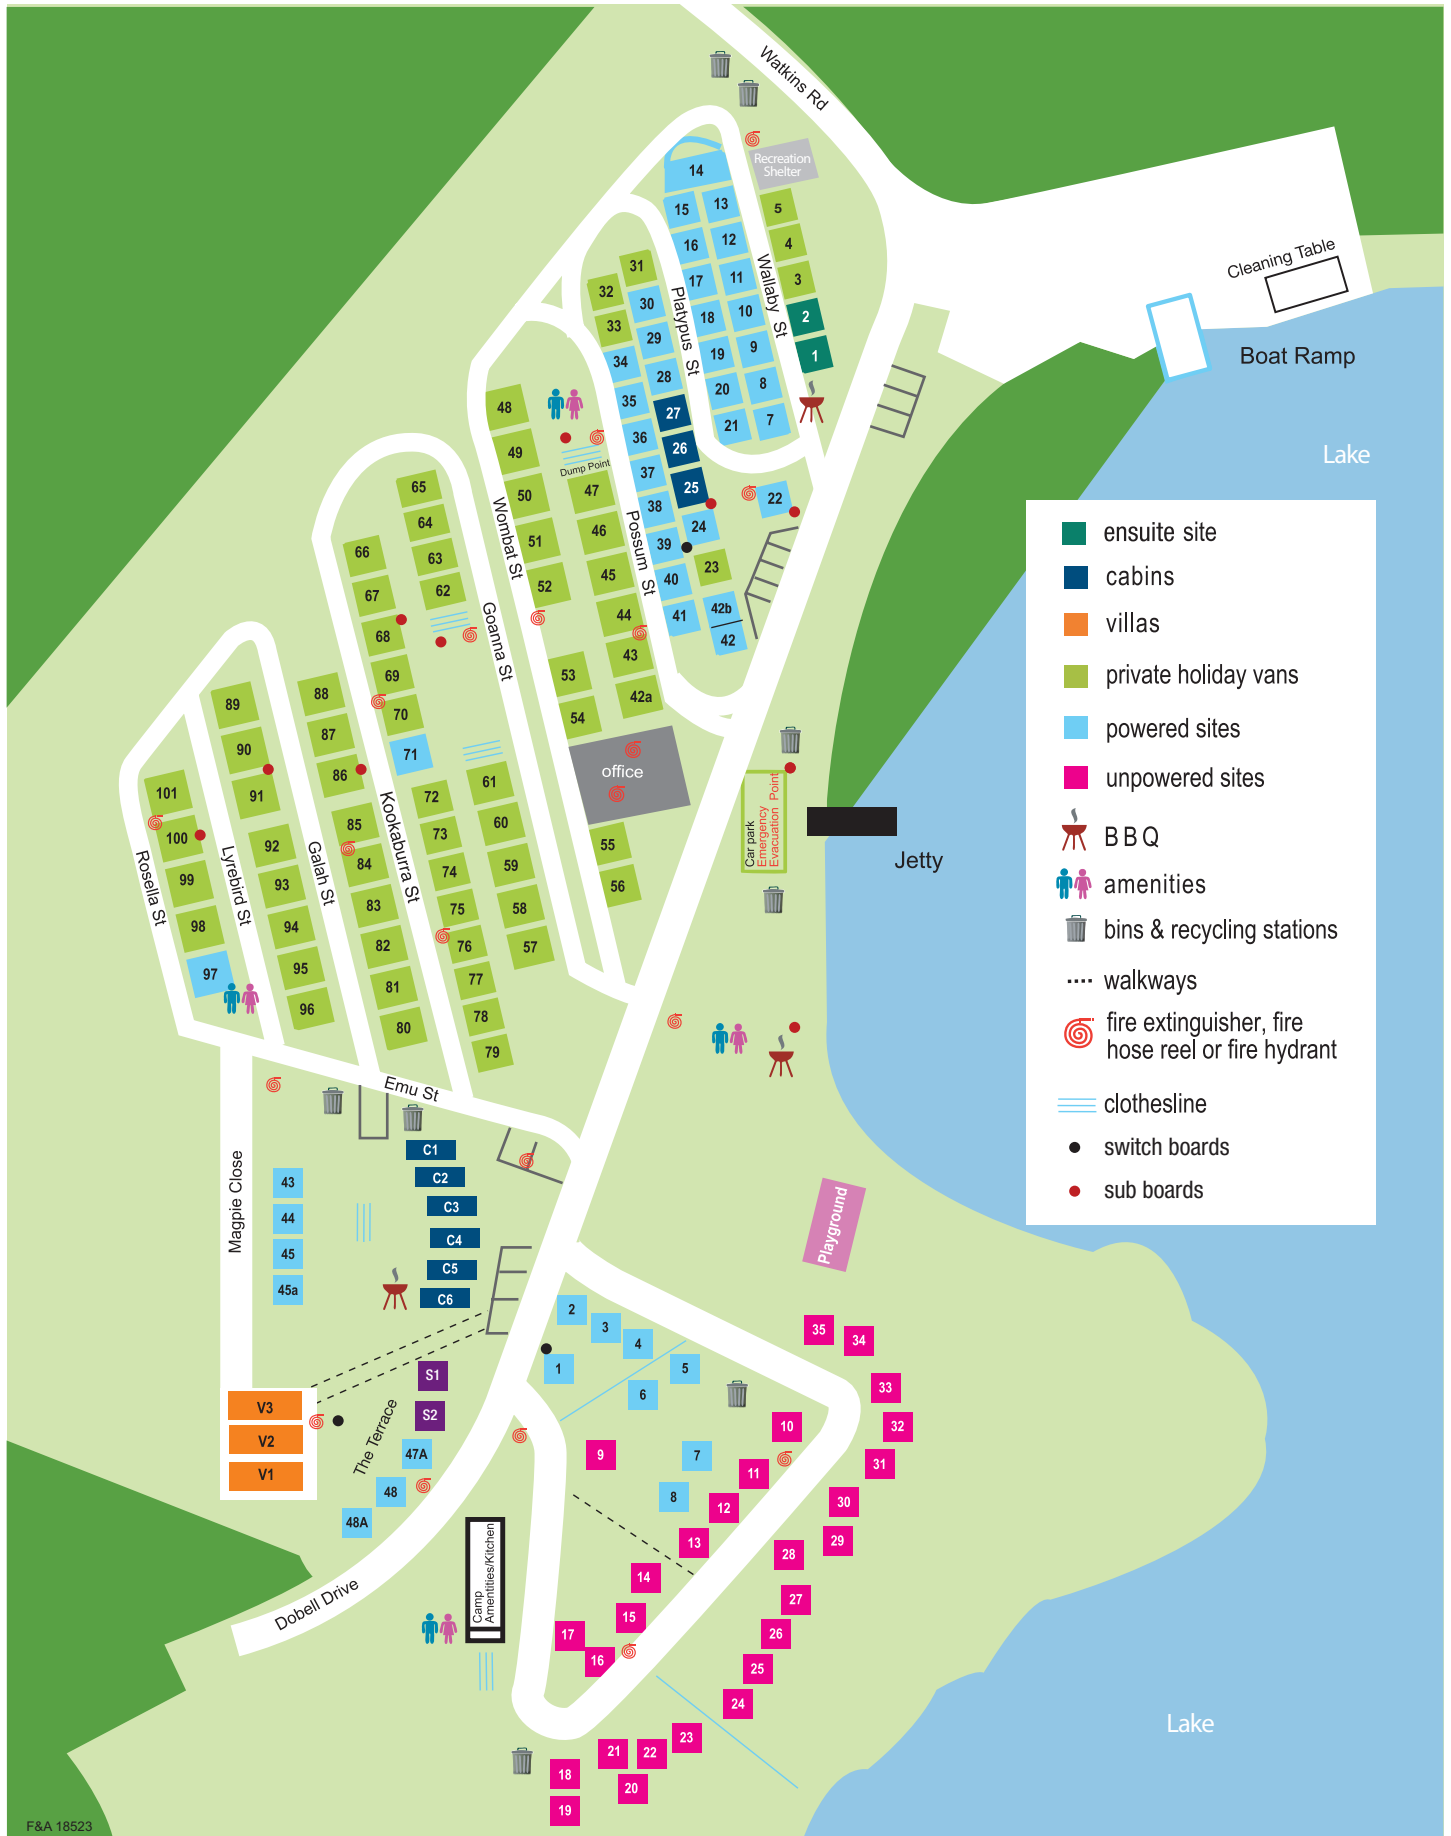 Watkins Rd
Recreation
Shelter
14
15
13
5
16
12
4
31
17
11
3
32
30
Platypus St
Wallaby St
18
10
2
33
29
19
9
1
34
28
20
8
48
35
27
21
7
36
26
49
Dump Point
37
25
50
47
38
22
24
51
46
39
23
52
45
40
42b
44
41
42
43
53
42a
54
Wombat St
Possum St
65
64
66
63
67
62
68
69
70
71
Goanna St
office
61
72
60
73
55
59
74
56
58
75
57
76
77
78
79
89
88
90
87
91
86
85
92
84
93
83
94
82
95
81
96
80
101
100
99
98
97
Rosella St
Lyrebird St
Galah St
Kookaburra St
Emu St
Cleaning Table
Boat Ramp
Lake
ensuite site
cabins
villas
private holiday vans
powered sites
unpowered sites
BBQ
amenities
bins & recycling stations
walkways
fire extinguisher, fire
hose reel or fire hydrant
clothesline
switch boards
sub boards
Car park
Emergency
Evacuation Point
Jetty
Magpie Close
43
44
45
45a
C1
C2
C3
C4
C5
C6
Playground
V3
V2
V1
The Terrace
S1
S2
47A
48
48A
Dobell Drive
Camp
Amentities/Kitchen
2
3
4
1
5
6
7
8
9
10
11
12
13
14
15
17
16
35
34
33
32
31
30
29
28
27
26
25
24
23
21
22
20
18
19
Lake
F&A 18523